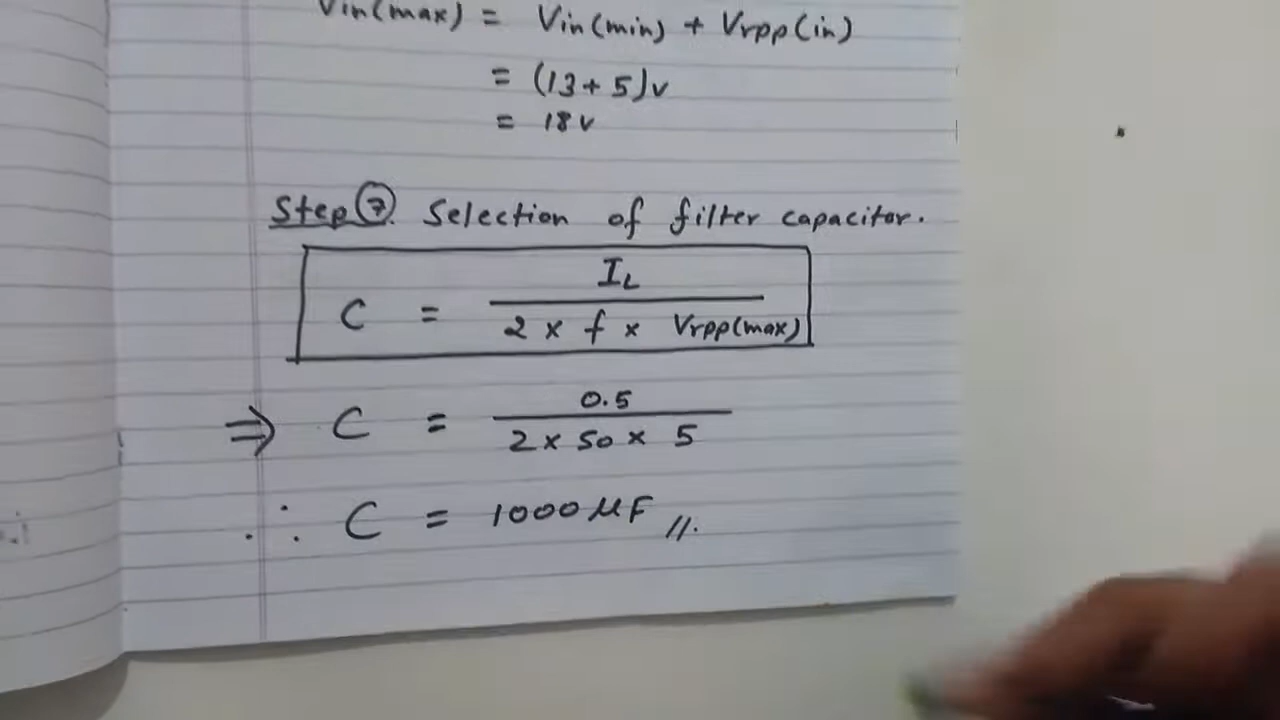 Vin(max) = Vin(min) + Vrpp(in)
= (13 + 5)v
= 18v
Step 7. Selection of filter capacitor.
C = IL / 2 x f x Vrpp(max)
⇒ C = 0.5 / 2 x 50 x 5
∴ C = 1000 µF //.